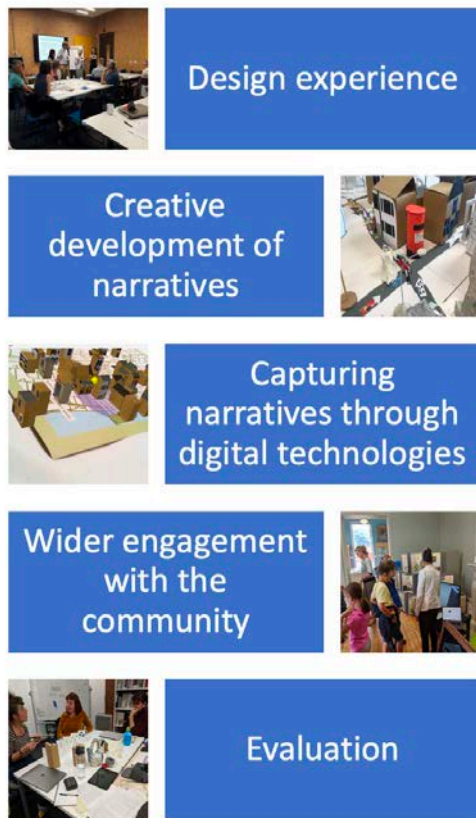 Design experience
Creative
development of
narratives
Capturing
narratives through
digital technologies
Wider engagement
with the
community
Evaluation